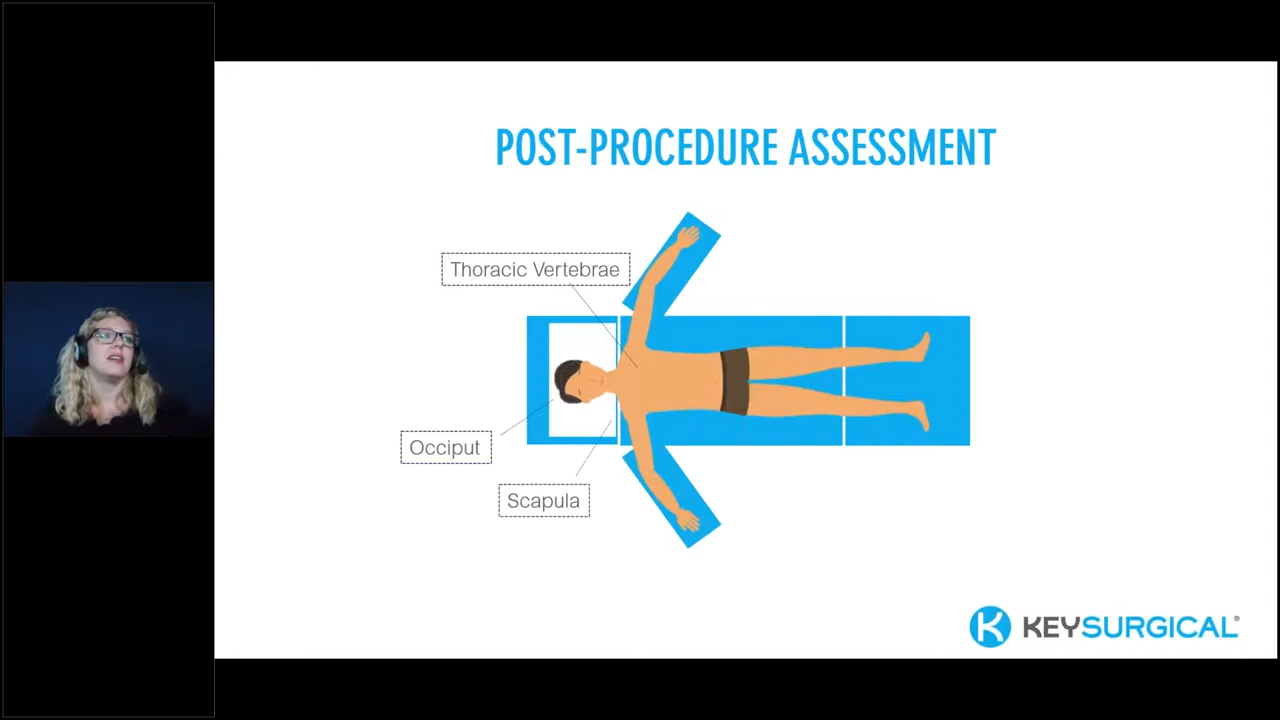 POST-PROCEDURE ASSESSMENT
Thoracic Vertebrae
Occiput
Scapula
KEYSURGICAL®